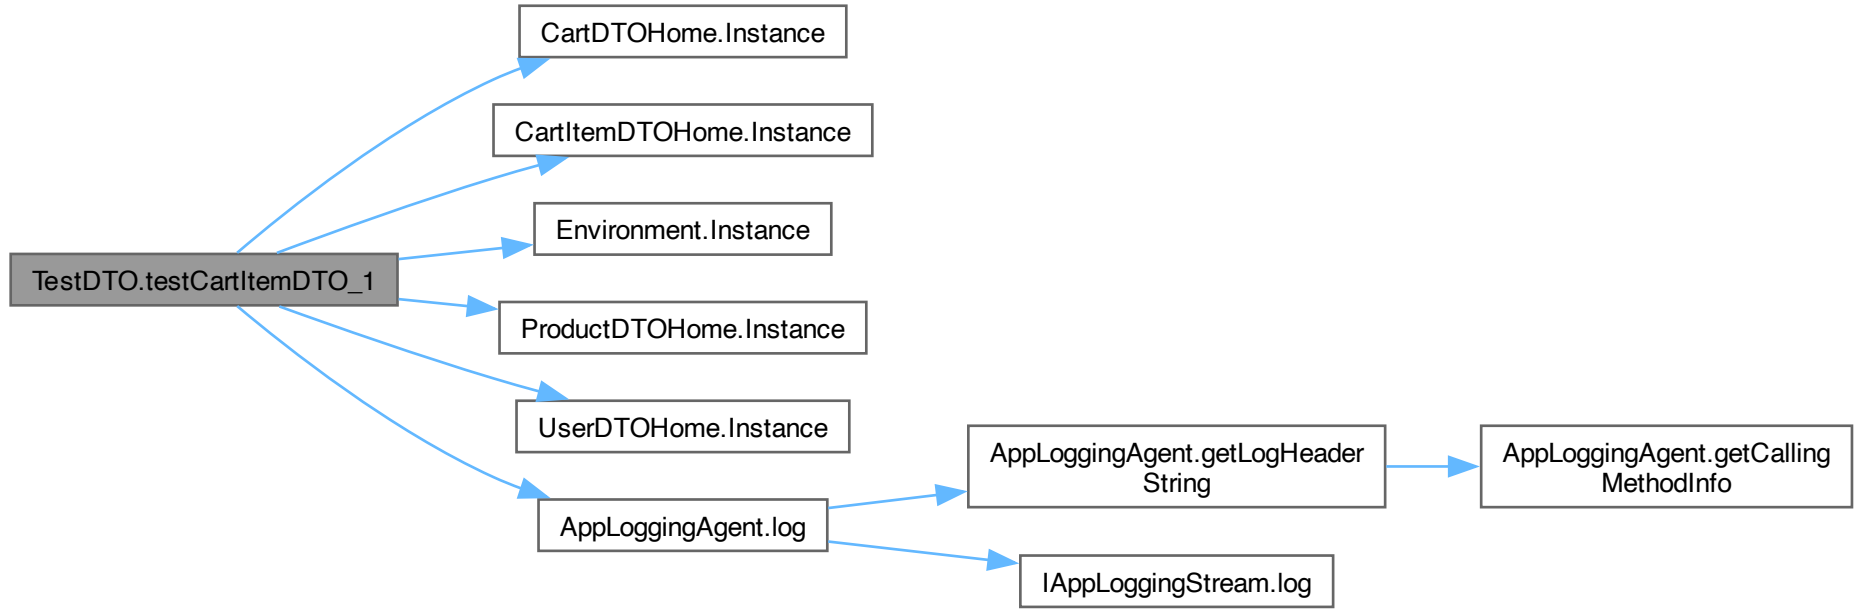 CartDTOHome.Instance
CartItemDTOHome.Instance
Environment.Instance
TestDTO.testCartItemDTO_1
ProductDTOHome.Instance
UserDTOHome.Instance
AppLoggingAgent.getLogHeader
String
AppLoggingAgent.getCalling
MethodInfo
AppLoggingAgent.log
IAppLoggingStream.log